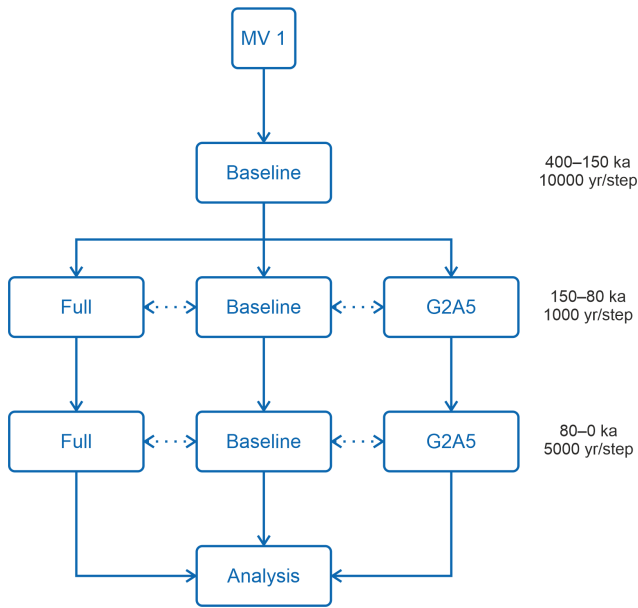 MV 1
Baseline
400–150 ka
10000 yr/step
Full
Baseline
G2A5
150–80 ka
1000 yr/step
Full
Baseline
G2A5
80–0 ka
5000 yr/step
Analysis